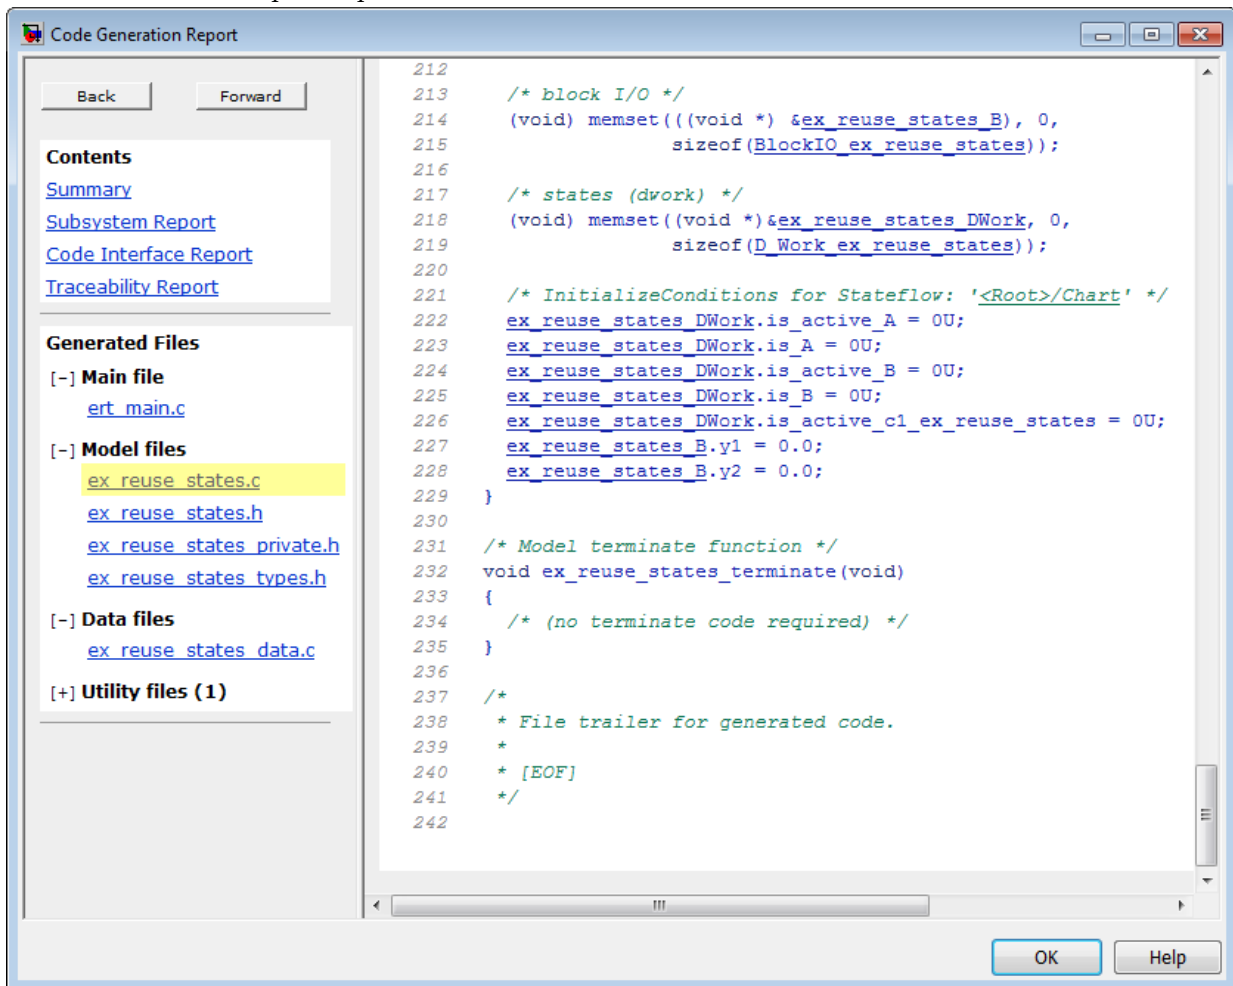 Code Generation Report
Back
Forward
Contents
Summary
Subsystem Report
Code Interface Report
Traceability Report
Generated Files
[-] Main file
ert_main.c
[-] Model files
ex_reuse_states.c
ex_reuse_states.h
ex_reuse_states_private.h
ex_reuse_states_types.h
[-] Data files
ex_reuse_states_data.c
[+] Utility files (1)
212
213 /* block I/O */
214 (void) memset(((void *) &ex_reuse_states_B), 0,
215 sizeof(BlockIO_ex_reuse_states));
216
217 /* states (dwork) */
218 (void) memset((void *)&ex_reuse_states_DWork, 0,
219 sizeof(D_Work_ex_reuse_states));
220
221 /* InitializeConditions for Stateflow: '<Root>/Chart' */
222 ex_reuse_states_DWork.is_active_A = 0U;
223 ex_reuse_states_DWork.is_A = 0U;
224 ex_reuse_states_DWork.is_active_B = 0U;
225 ex_reuse_states_DWork.is_B = 0U;
226 ex_reuse_states_DWork.is_active_c1_ex_reuse_states = 0U;
227 ex_reuse_states_B.y1 = 0.0;
228 ex_reuse_states_B.y2 = 0.0;
229 }
230
231 /* Model terminate function */
232 void ex_reuse_states_terminate(void)
233 {
234 /* (no terminate code required) */
235 }
236
237 /*
238 * File trailer for generated code.
239 *
240 * [EOF]
241 */
242
OK
Help